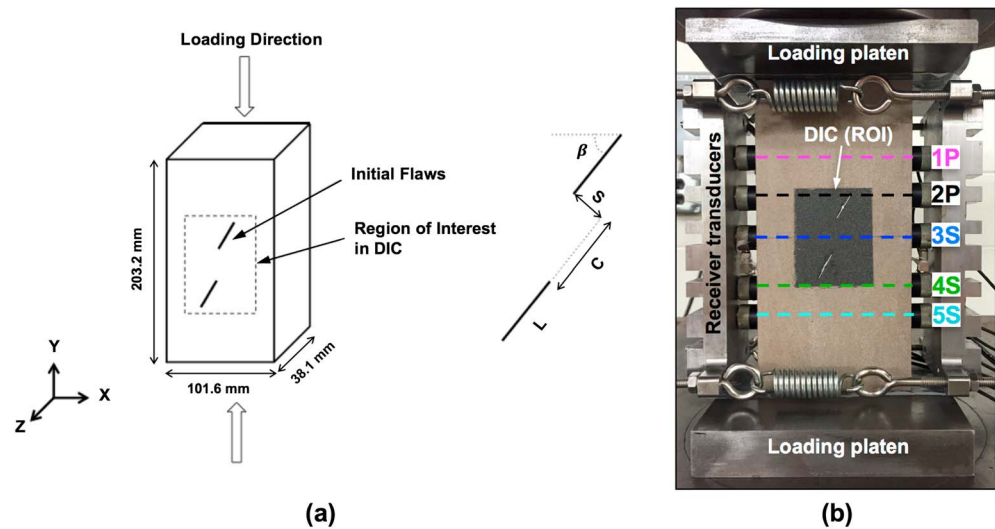 Loading Direction
Initial Flaws
Region of Interest
in DIC
203.2 mm
38.1 mm
101.6 mm
Y
X
Z
β
S
C
L
(a)
Loading platen
DIC (ROI)
1P
2P
3S
4S
5S
Receiver transducers
Loading platen
(b)